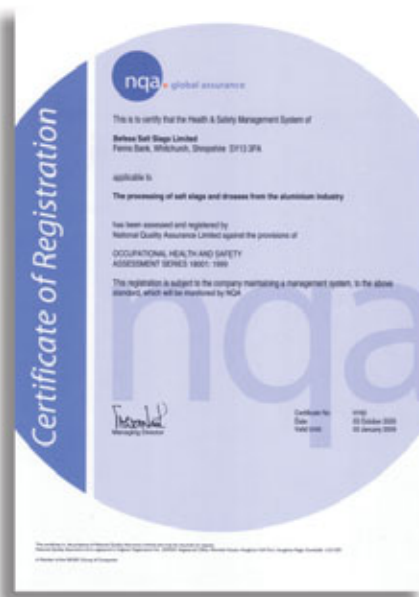 nqa. global assurance
Certificate of Registration
This is to certify that the Health & Safety Management System of
Befesa Salt Slags Limited
Fenns Bank, Whitchurch, Shropshire SY13 3PA
applicable to
The processing of salt slags and drosses from the aluminium industry
has been assessed and registered by
National Quality Assurance Limited against the provisions of
OCCUPATIONAL HEALTH AND SAFETY
ASSESSMENT SERIES 18001: 1999
This registration is subject to the company maintaining a management system, to the above
standard, which will be monitored by NQA
nqa
Managing Director
Certificate No
Date
Valid Until